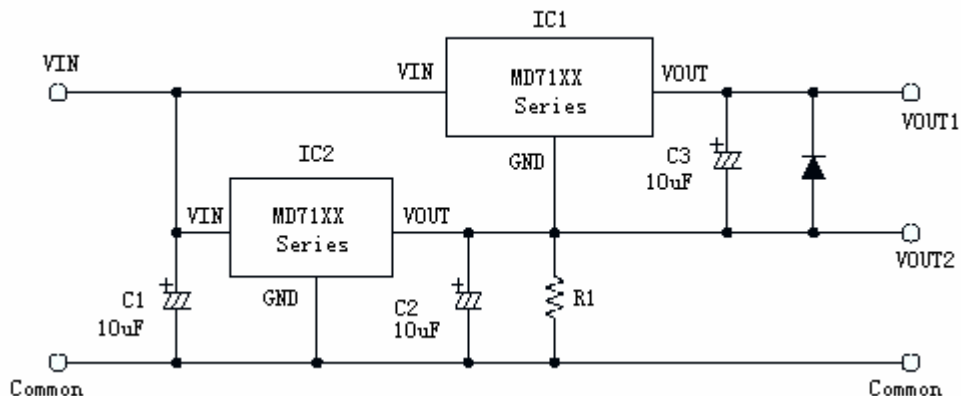 IC1
VIN
VIN
MD71XX
Series
VOUT
VOUT1
GND
C3
10uF
IC2
VIN
MD71XX
Series
VOUT
VOUT2
GND
C1
10uF
C2
10uF
R1
Common
Common